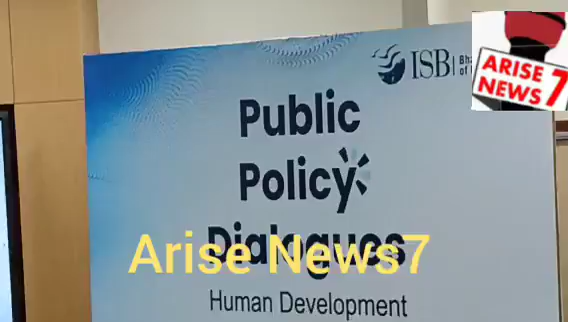 ISB
ARISE
NEWS 7
Public
Policy
Dialogues
Arise News7
Human Development